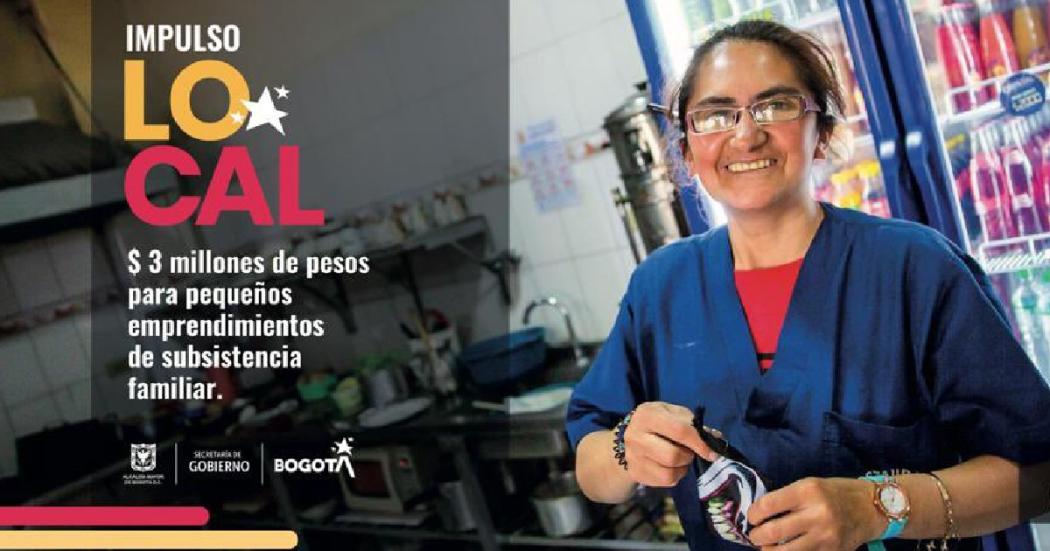 IMPULSO
LO
CAL
$ 3 millones de pesos
para pequeños
emprendimientos
de subsistencia
familiar.
ALCALDÍA MAYOR
DE BOGOTÁ D.C.
SECRETARÍA DE
GOBIERNO
BOGOTÁ